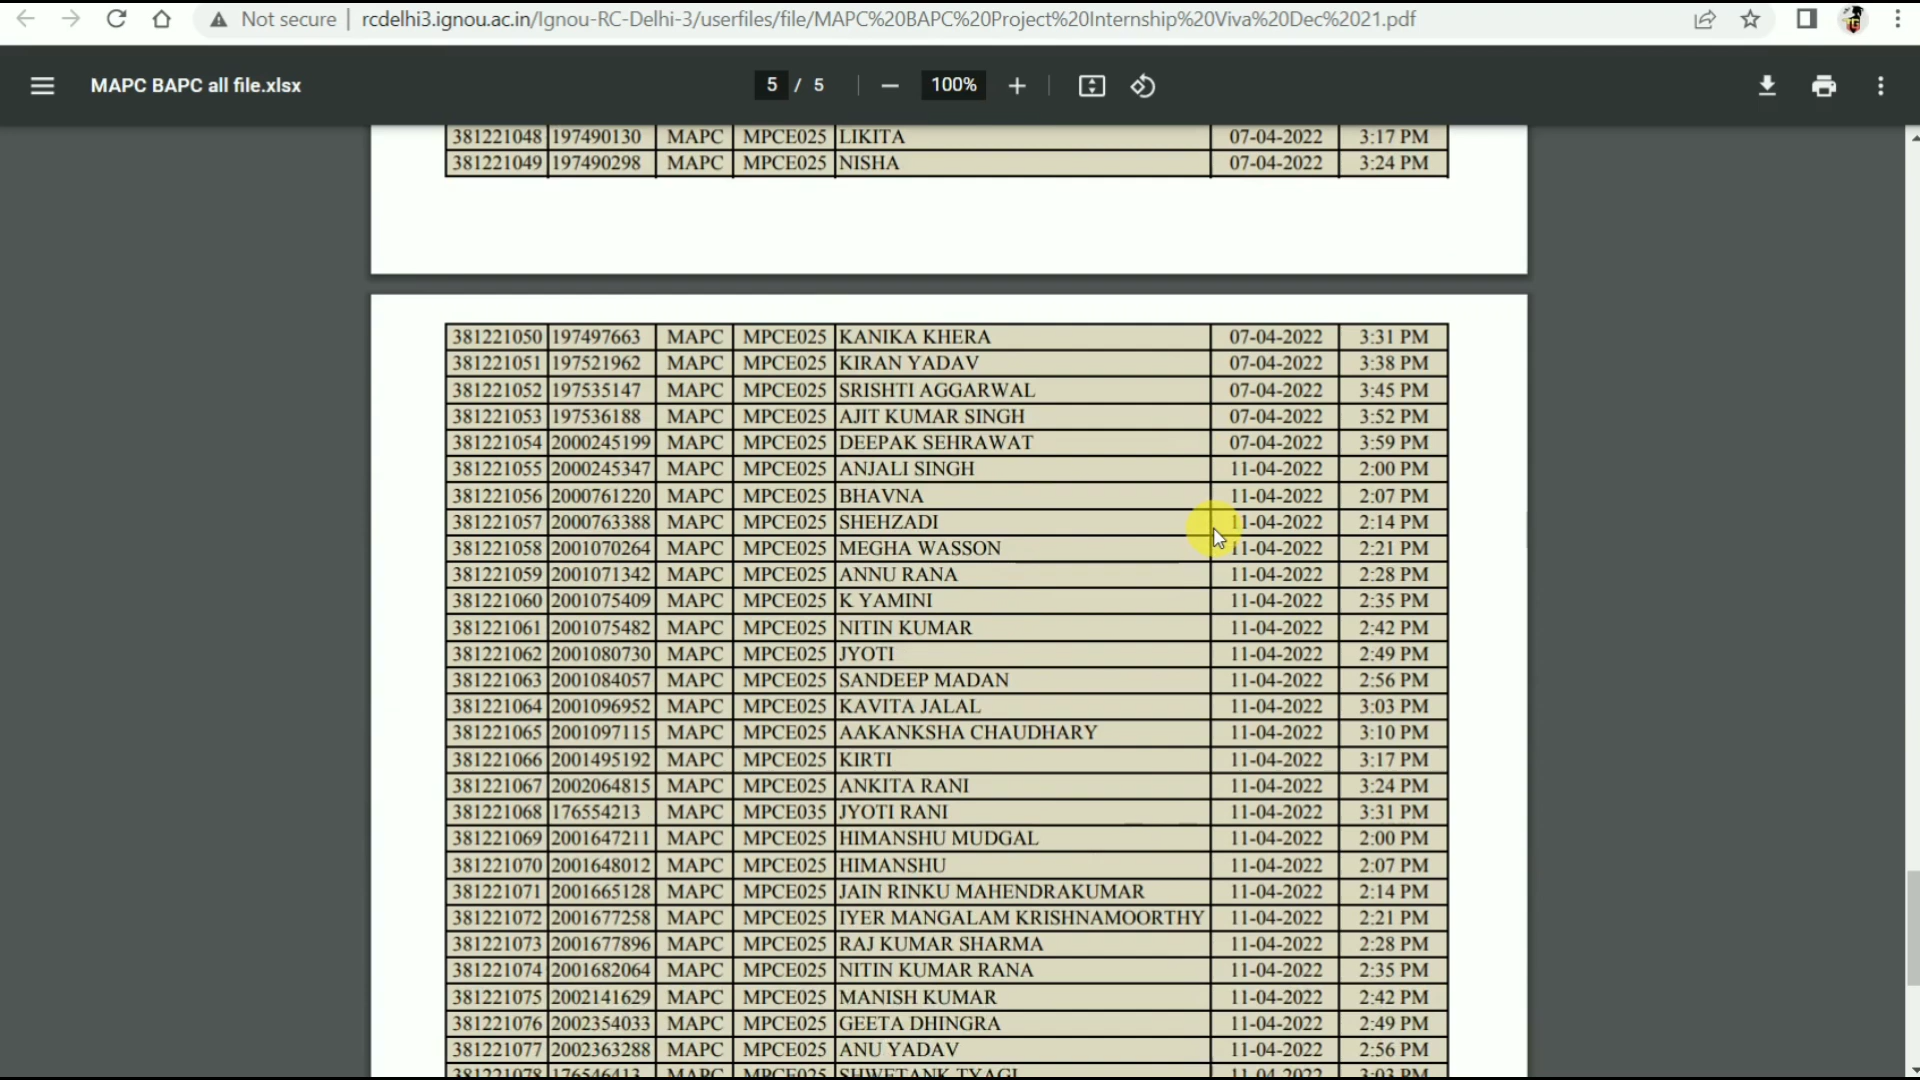 Not secure | rcdelhi3.ignou.ac.in/Ignou-RC-Delhi-3/userfiles/file/MAPC%20BAPC%20Project%20Internship%20Viva%20Dec%2021.pdf
MAPC BAPC all file.xlsx 5 / 5 100%
381221048 197490130 MAPC MPCE025 LIKITA 07-04-2022 3:17 PM
381221049 197490298 MAPC MPCE025 NISHA 07-04-2022 3:24 PM
381221050 197497663 MAPC MPCE025 KANIKA KHERA 07-04-2022 3:31 PM
381221051 197521962 MAPC MPCE025 KIRAN YADAV 07-04-2022 3:38 PM
381221052 197535147 MAPC MPCE025 SRISHTI AGGARWAL 07-04-2022 3:45 PM
381221053 197536188 MAPC MPCE025 AJIT KUMAR SINGH 07-04-2022 3:52 PM
381221054 2000245199 MAPC MPCE025 DEEPAK SEHRAWAT 07-04-2022 3:59 PM
381221055 2000245347 MAPC MPCE025 ANJALI SINGH 11-04-2022 2:00 PM
381221056 2000761220 MAPC MPCE025 BHAVNA 11-04-2022 2:07 PM
381221057 2000763388 MAPC MPCE025 SHEHZADI 11-04-2022 2:14 PM
381221058 2001070264 MAPC MPCE025 MEGHA WASSON 11-04-2022 2:21 PM
381221059 2001071342 MAPC MPCE025 ANNU RANA 11-04-2022 2:28 PM
381221060 2001075409 MAPC MPCE025 K YAMINI 11-04-2022 2:35 PM
381221061 2001075482 MAPC MPCE025 NITIN KUMAR 11-04-2022 2:42 PM
381221062 2001080730 MAPC MPCE025 JYOTI 11-04-2022 2:49 PM
381221063 2001084057 MAPC MPCE025 SANDEEP MADAN 11-04-2022 2:56 PM
381221064 2001096952 MAPC MPCE025 KAVITA JALAL 11-04-2022 3:03 PM
381221065 2001097115 MAPC MPCE025 AAKANKSHA CHAUDHARY 11-04-2022 3:10 PM
381221066 2001495192 MAPC MPCE025 KIRTI 11-04-2022 3:17 PM
381221067 2002064815 MAPC MPCE025 ANKITA RANI 11-04-2022 3:24 PM
381221068 176554213 MAPC MPCE035 JYOTI RANI 11-04-2022 3:31 PM
381221069 2001647211 MAPC MPCE025 HIMANSHU MUDGAL 11-04-2022 2:00 PM
381221070 2001648012 MAPC MPCE025 HIMANSHU 11-04-2022 2:07 PM
381221071 2001665128 MAPC MPCE025 JAIN RINKU MAHENDRAKUMAR 11-04-2022 2:14 PM
381221072 2001677258 MAPC MPCE025 IYER MANGALAM KRISHNAMOORTHY 11-04-2022 2:21 PM
381221073 2001677896 MAPC MPCE025 RAJ KUMAR SHARMA 11-04-2022 2:28 PM
381221074 2001682064 MAPC MPCE025 NITIN KUMAR RANA 11-04-2022 2:35 PM
381221075 2002141629 MAPC MPCE025 MANISH KUMAR 11-04-2022 2:42 PM
381221076 2002354033 MAPC MPCE025 GEETA DHINGRA 11-04-2022 2:49 PM
381221077 2002363288 MAPC MPCE025 ANU YADAV 11-04-2022 2:56 PM
381221078 176546413 MAPC MPCE025 SHWETANK TYAGI 11-04-2022 3:03 PM